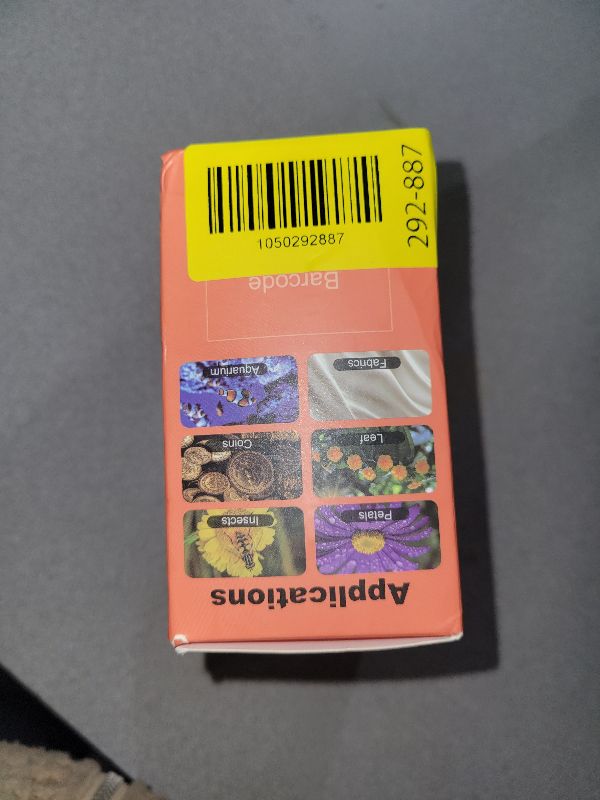 1050292887
292-887
Barcode
Aquarium
Fabrics
Coins
Leaf
Insects
Petals
Applications